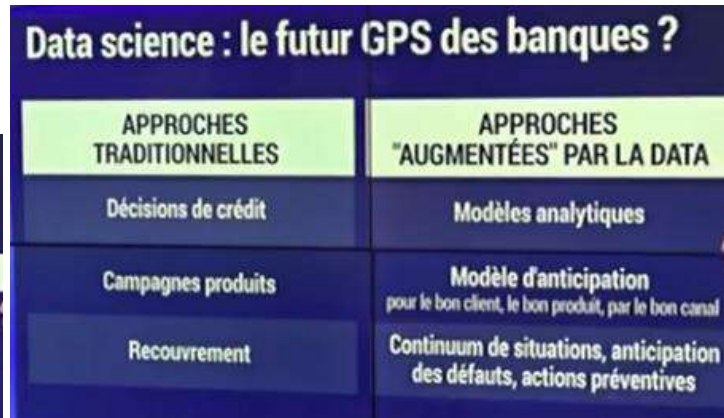 Data science : le futur GPS des banques ?
APPROCHES
TRADITIONNELLES
APPROCHES
"AUGMENTÉES" PAR LA DATA
Décisions de crédit
Modèles analytiques
Campagnes produits
Modèle d'anticipation
pour le bon client, le bon produit, par le bon canal
Recouvrement
Continuum de situations, anticipation
des défauts, actions préventives